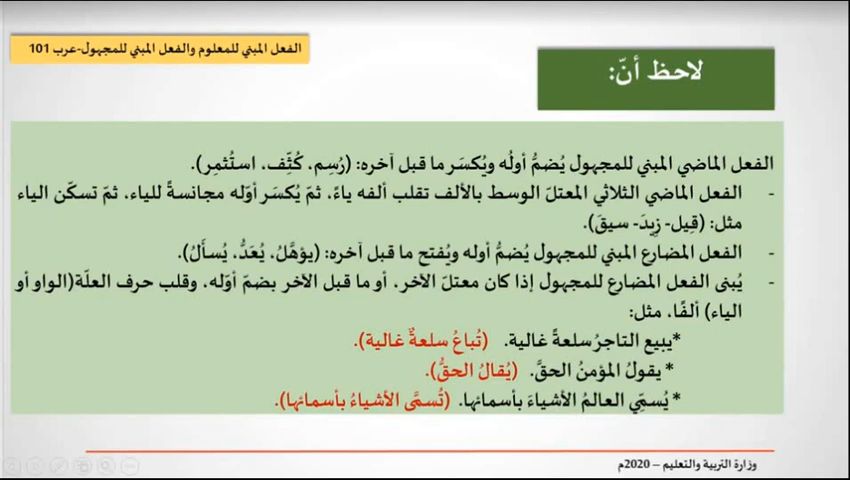 الفعل المبني للمعلوم والفعل المبني للمجهول-عرب 101
لاحظ أنّ:
الفعل الماضي المبني للمجهول يُضمُّ أولُه ويُكسَر ما قبل آخره: (رُسِم، كُثِّف، استُثمِر).
- الفعل الماضي الثلاثي المعتلّ الوسط بالألف تقلب ألفه ياءً، ثمّ يُكسَر أوّله مجانسةً للياء، ثمّ تسكّن الياء
مثل: (قِيل- زِيدَ- سيقَ).
- الفعل المضارع المبني للمجهول يُضمُّ أوله ويُفتح ما قبل آخره: (يؤهَّلُ، يُعَدُّ، يُسأَلُ).
- يُبنى الفعل المضارع للمجهول إذا كان معتلّ الآخر، أو ما قبل الآخر بضمّ أوّله، وقلب حرف العلّة(الواو أو
الياء) ألفًا، مثل:
*يبيع التاجرُ سلعةً غالية. (تُباعُ سلعةٌ غالية).
* يقولُ المؤمنُ الحقَّ. (يُقالُ الحقُّ).
* يُسمِّي العالمُ الأشياءَ بأسمائها. (تُسمَّى الأشياءُ بأسمائها).
وزارة التربية والتعليم – 2020م